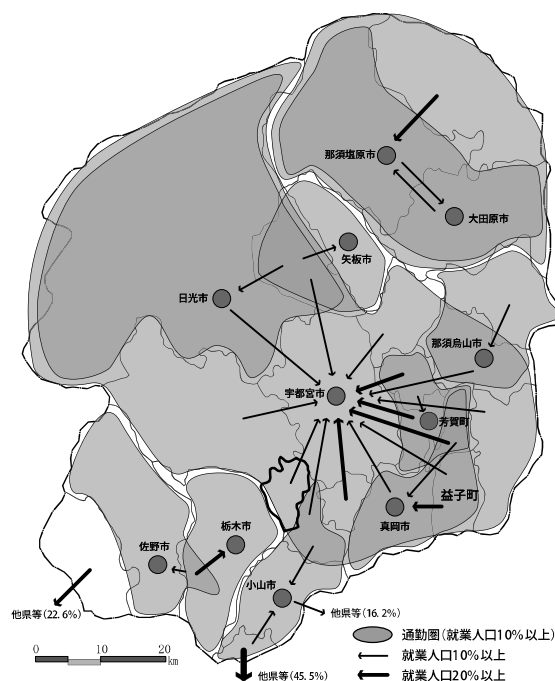 那須塩原市
大田原市
矢板市
日光市
那須烏山市
宇都宮市
芳賀町
益子町
真岡市
栃木市
佐野市
小山市
他県等(22.6%)
他県等(16.2%)
他県等(45.5%)
0 10 20
km
通勤圏(就業人口10%以上)
就業人口10%以上
就業人口20%以上